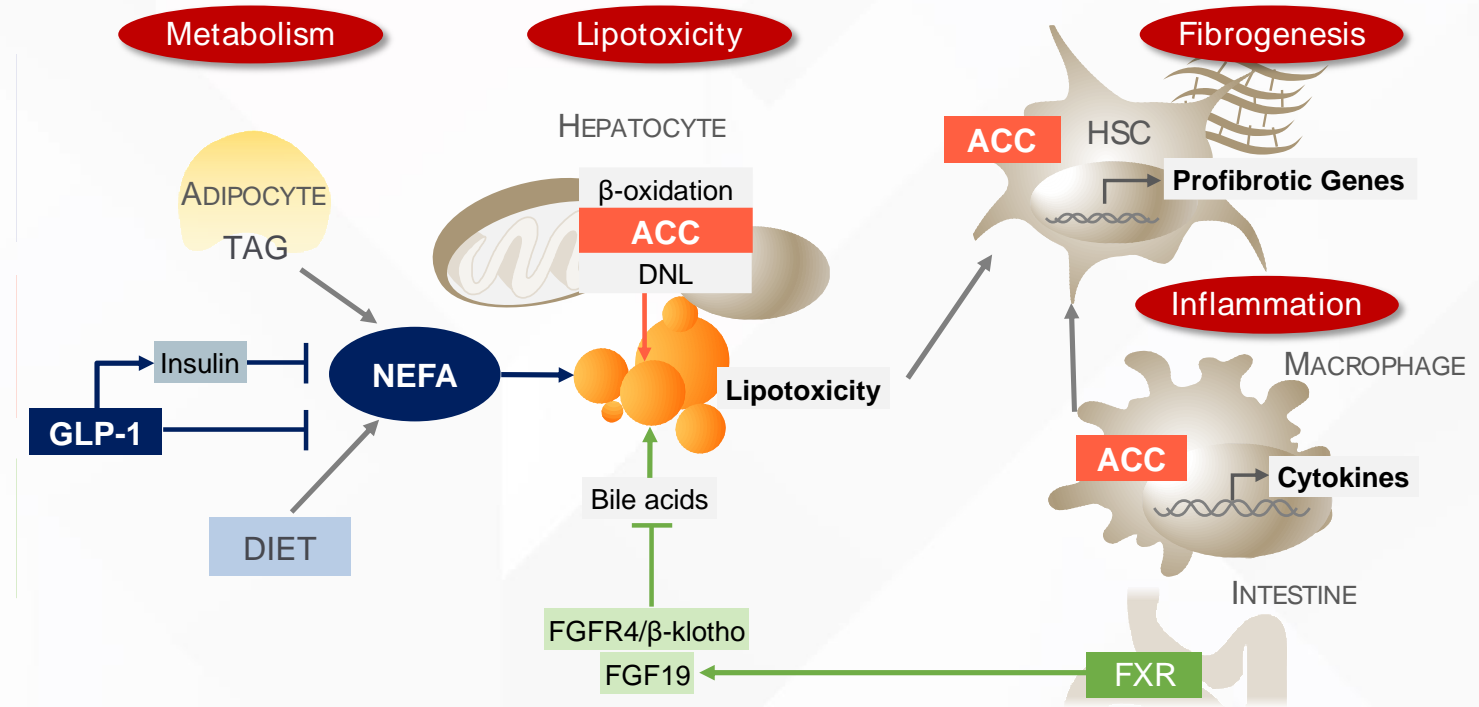 Metabolism
Lipotoxicity
Fibrogenesis
HEPATOCYTE
ACC
HSC
β-oxidation
Profibrotic Genes
ADIPOCYTE
ACC
TAG
DNL
Inflammation
MACROPHAGE
Insulin
NEFA
Lipotoxicity
GLP-1
ACC
Cytokines
Bile acids
DIET
INTESTINE
FGFR4/β-klotho
FGF19
FXR